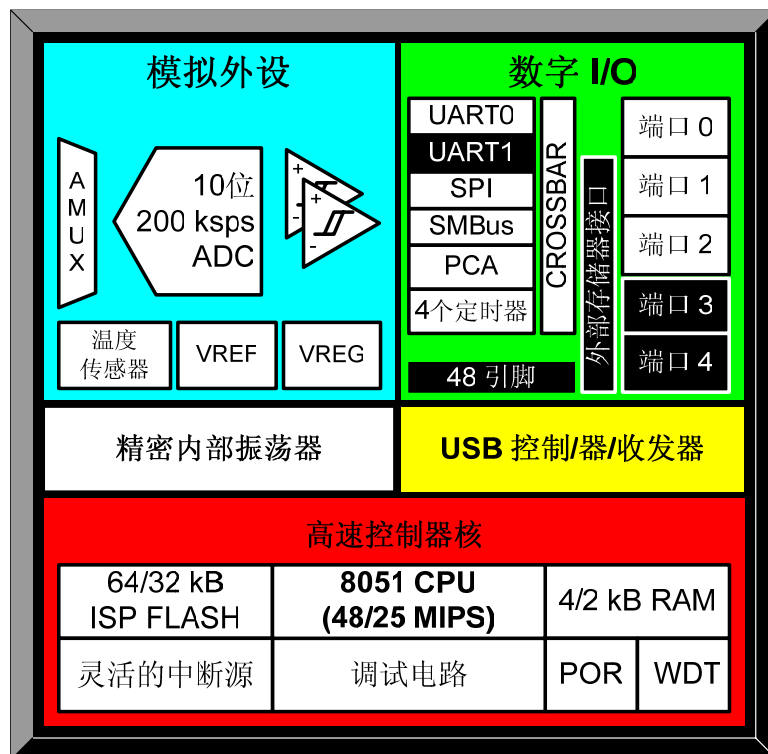 模拟外设
AMUX
10位
200 ksps
ADC
+
-
+
-
温度
传感器
VREF
VREG
数字 I/O
UART0
UART1
SPI
SMBus
PCA
4个定时器
CROSSBAR
外部存储器接口
端口 0
端口 1
端口 2
端口 3
端口 4
48 引脚
精密内部振荡器
USB 控制/器/收发器
高速控制器核
64/32 kB
ISP FLASH
8051 CPU
(48/25 MIPS)
4/2 kB RAM
灵活的中断源
调试电路
POR
WDT